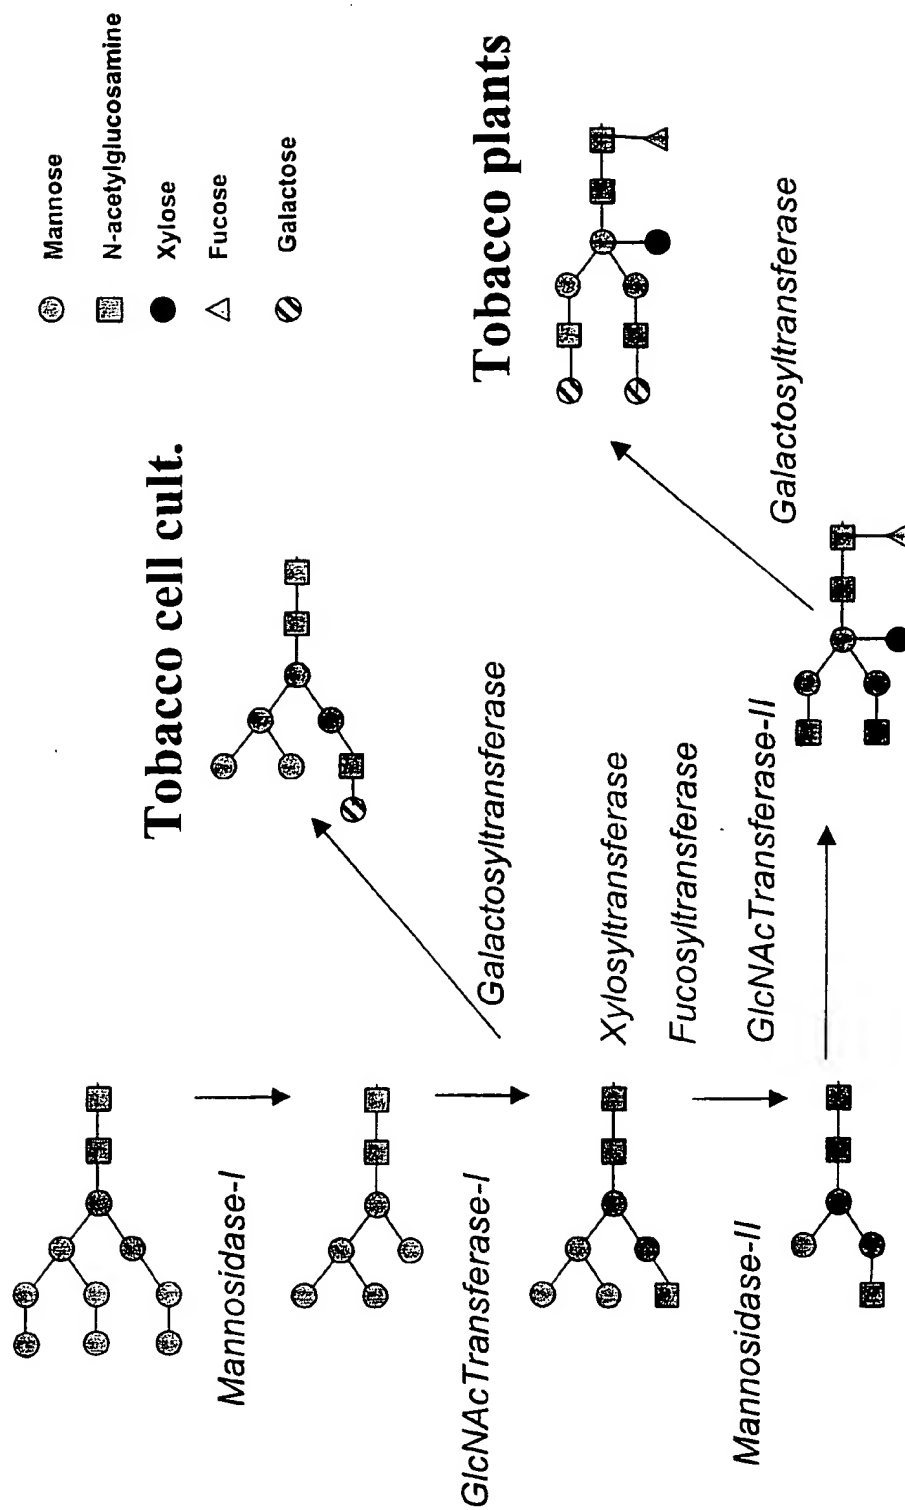 Mannose
N-acetylglucosamine
Xylose
Fucose
Galactose
Tobacco cell cult.
Tobacco plants
Mannosidase-I
GlcNAcTransferase-I
Galactosyltransferase
Mannosidase-II
Xylosyltransferase
Fucosyltransferase
GlcNAcTransferase-II
Galactosyltransferase